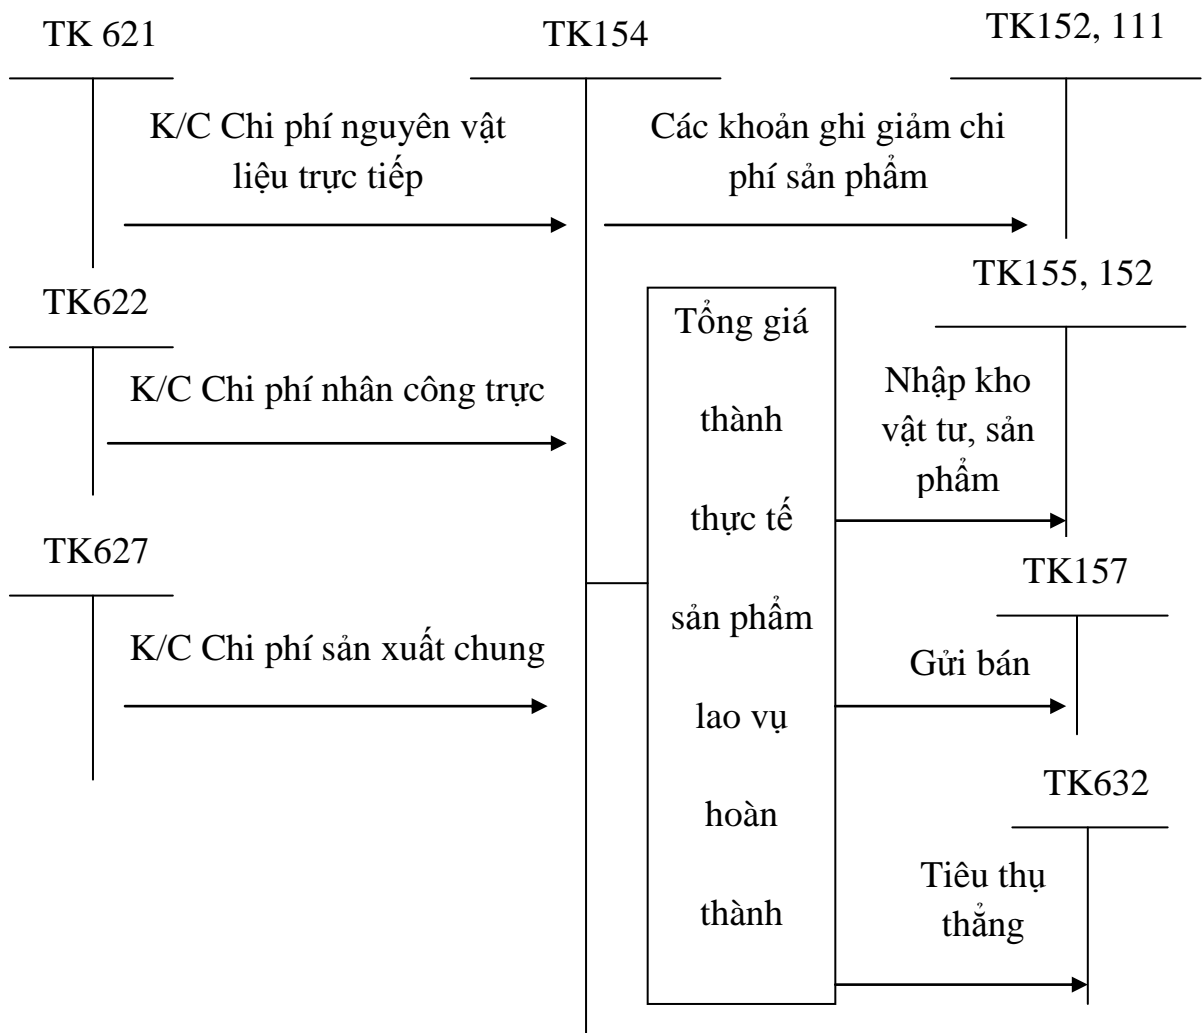 TK 621
TK154
TK152, 111
K/C Chi phí nguyên vật
liệu trực tiếp
Các khoản ghi giảm chi
phí sản phẩm
TK155, 152
TK622
Tổng giá
thành
thực tế
sản phẩm
lao vụ
hoàn
thành
K/C Chi phí nhân công trực
Nhập kho
vật tư, sản
phẩm
TK627
TK157
K/C Chi phí sản xuất chung
Gửi bán
TK632
Tiêu thụ
thẳng